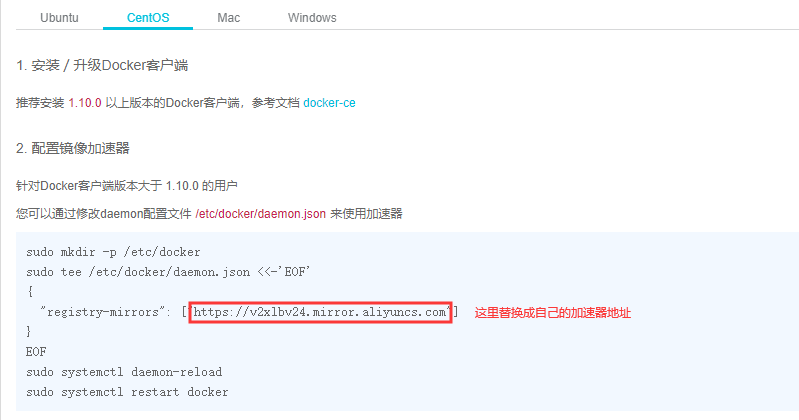 Ubuntu CentOS Mac Windows
1. 安装 / 升级Docker客户端
推荐安装 1.10.0 以上版本的Docker客户端，参考文档 docker-ce
2. 配置镜像加速器
针对Docker客户端版本大于 1.10.0 的用户
您可以通过修改daemon配置文件 /etc/docker/daemon.json 来使用加速器
sudo mkdir -p /etc/docker
sudo tee /etc/docker/daemon.json <<-'EOF'
{
  "registry-mirrors": ["https://v2xlbv24.mirror.aliyuncs.com"] 这里替换成自己的加速器地址
}
EOF
sudo systemctl daemon-reload
sudo systemctl restart docker